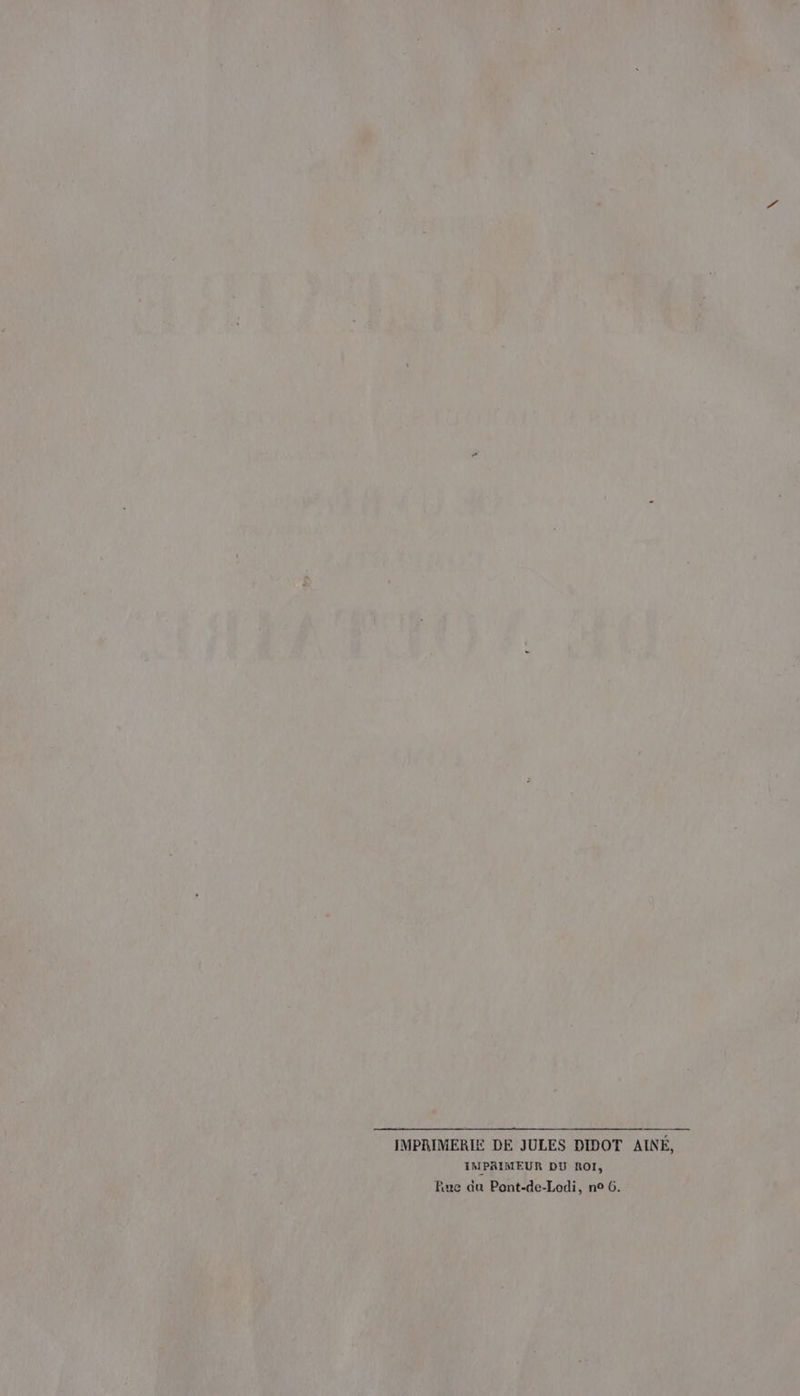 IMPRIMERIE DE JULES DIDOT AINÉ,
IMPRIMEUR DU ROI,
Rue du Pont-de-Lodi, nº 6.